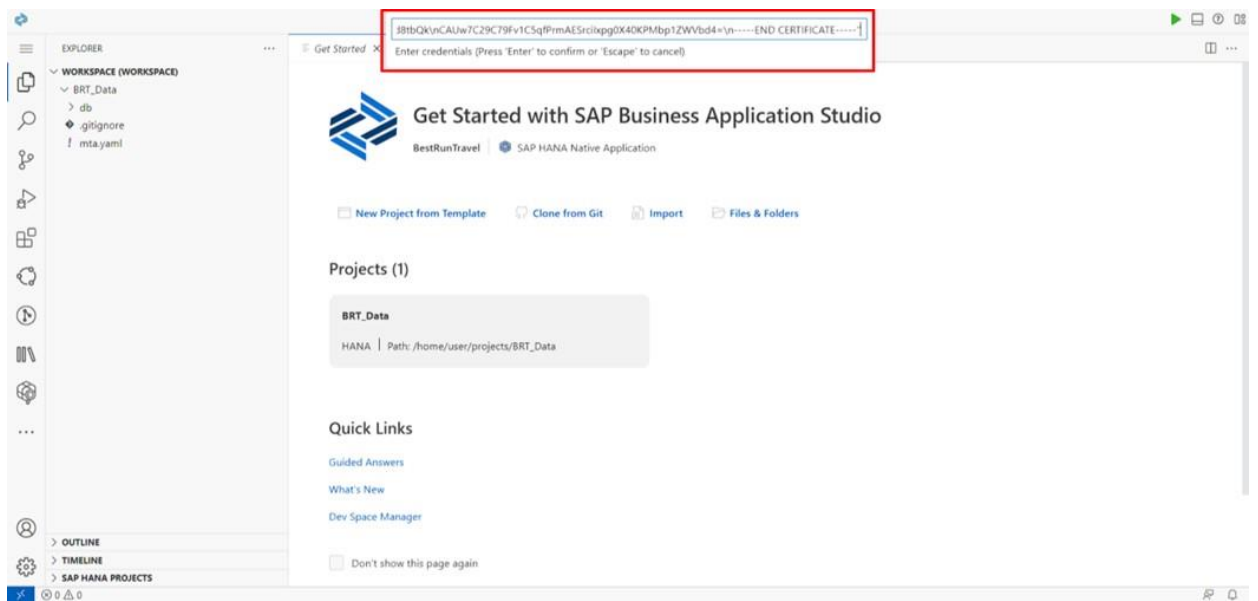 38tbQk\nCAUw7C29C79Fv1C5qfPrmAESrciIxpg0X40KPMbp1ZWVbd4=\n-----END CERTIFICATE-----'
Enter credentials (Press 'Enter' to confirm or 'Escape' to cancel)
EXPLORER
...
Get Started
WORKSPACE (WORKSPACE)
BRT_Data
db
.gitignore
! mta.yaml
Get Started with SAP Business Application Studio
BestRunTravel
SAP HANA Native Application
New Project from Template
Clone from Git
Import
Files & Folders
Projects (1)
BRT_Data
HANA | Path: /home/user/projects/BRT_Data
Quick Links
Guided Answers
What's New
Dev Space Manager
Don't show this page again
OUTLINE
TIMELINE
SAP HANA PROJECTS
0 0